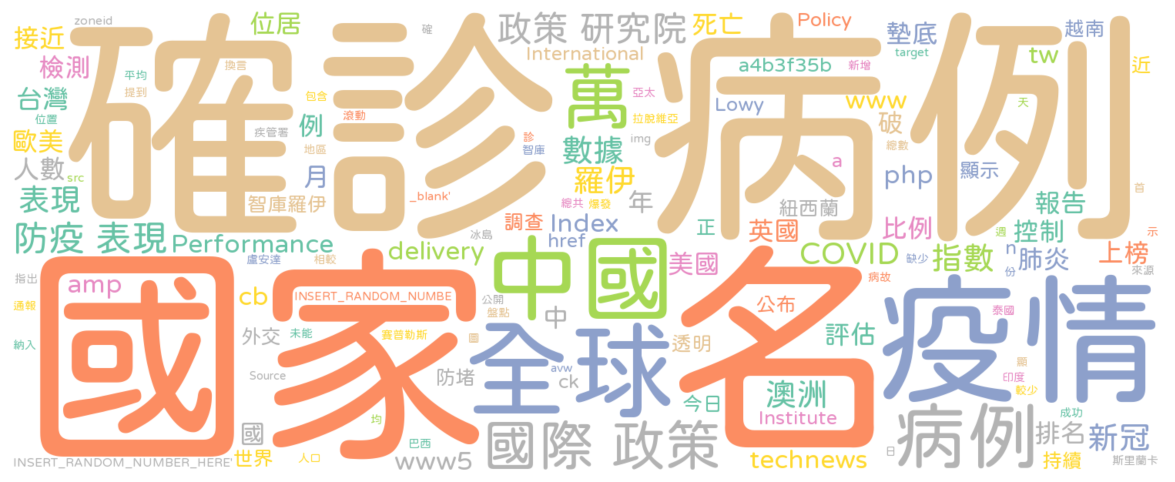 zoneid
位居
確
政策 研究院
死亡
Policy
墊底
越南
接近
確診
病例
International
target
tw
近
檢測
平均
換言
萬
a4b3f35b
新增
提到
包含
亞太
Lowy
www
天
台灣
位置
滾動
拉脫維亞
破
歐美
疾管署
例
地區
診
智庫
數據
img
總數
人數
src
月
羅伊
a
php
顯示
表現
智庫羅伊
_blank'
總共
爆發
年
紐西蘭
首
報告
防疫 表現
Performance
冰島
調查
Index
href
正
英國
比例
週
控制
示
指出
盧安達
相較
delivery
中國
美國
COVID
缺少
指數
n
份
肺炎
上榜
來源
國家
amp
cb
INSERT_RANDOM_NUMBE
公開
盤點
中
名
公布
病故
疫情
泰國
通報
外交
未能
賽普勒斯
圖
全球
透明
評估
顯
納入
Source
防堵
avw
ck
今日
澳洲
印度
較少
Institute
均
國
巴西
國際 政策
病例
排名
成功
新冠
INSERT_RANDOM_NUMBER_HERE'
世界
人口
www5
technews
日
持續
斯里蘭卡